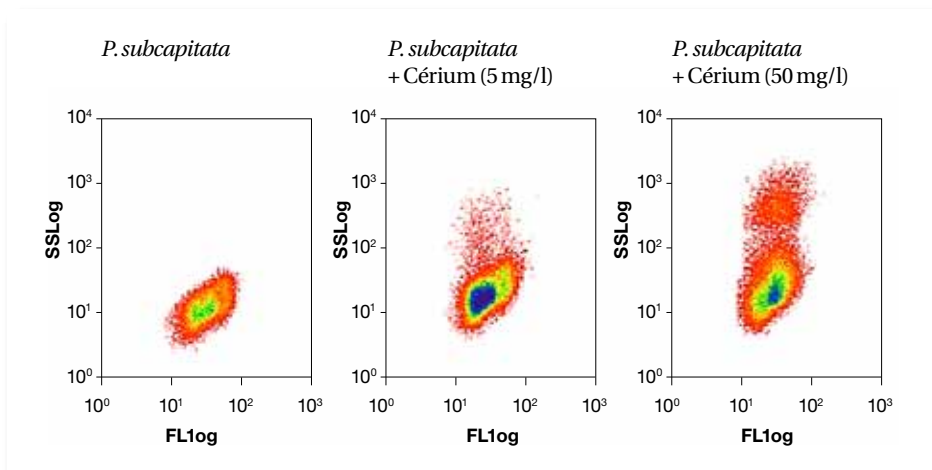 P. subcapitata
P. subcapitata
+ Cérium (5 mg/l)
P. subcapitata
+ Cérium (50 mg/l)
10⁴
10³
10²
10¹
10⁰
SSLog
10⁰ 10¹ 10² 10³
FL1og
10⁴
10³
10²
10¹
10⁰
SSLog
10⁰ 10¹ 10² 10³
FL1og
10⁴
10³
10²
10¹
10⁰
SSLog
10⁰ 10¹ 10² 10³
FL1og